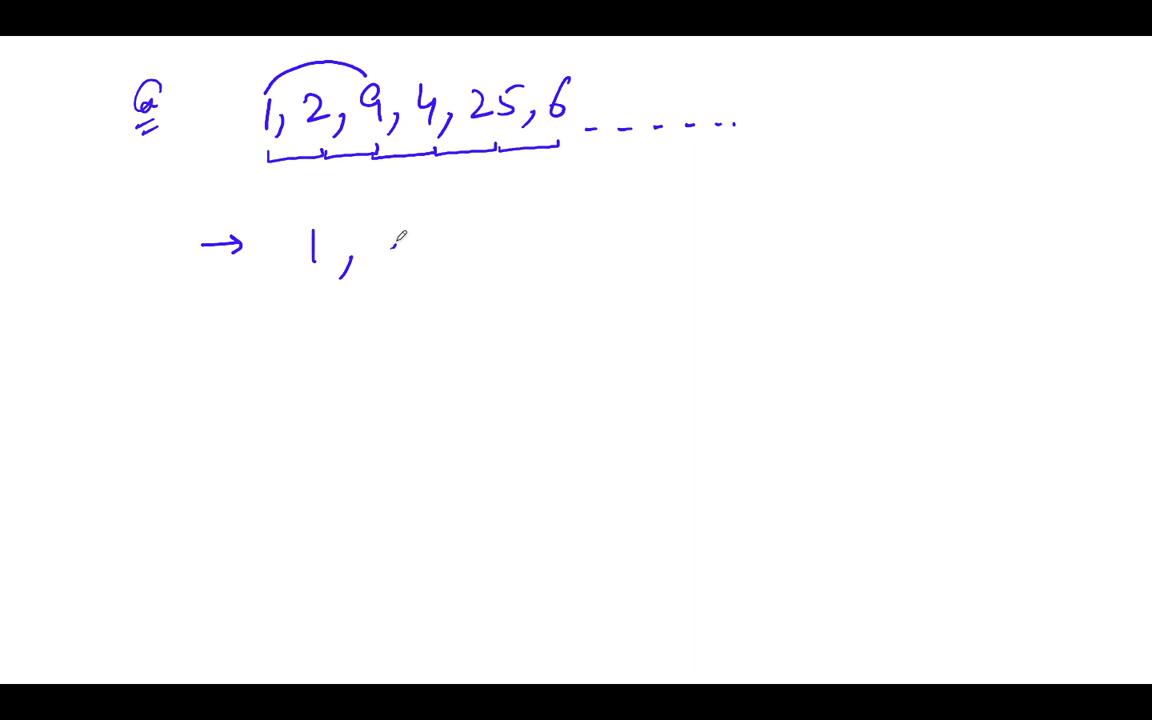 Q 1, 2, 9, 4, 25, 6 - - - - - ..
→ 1 ,